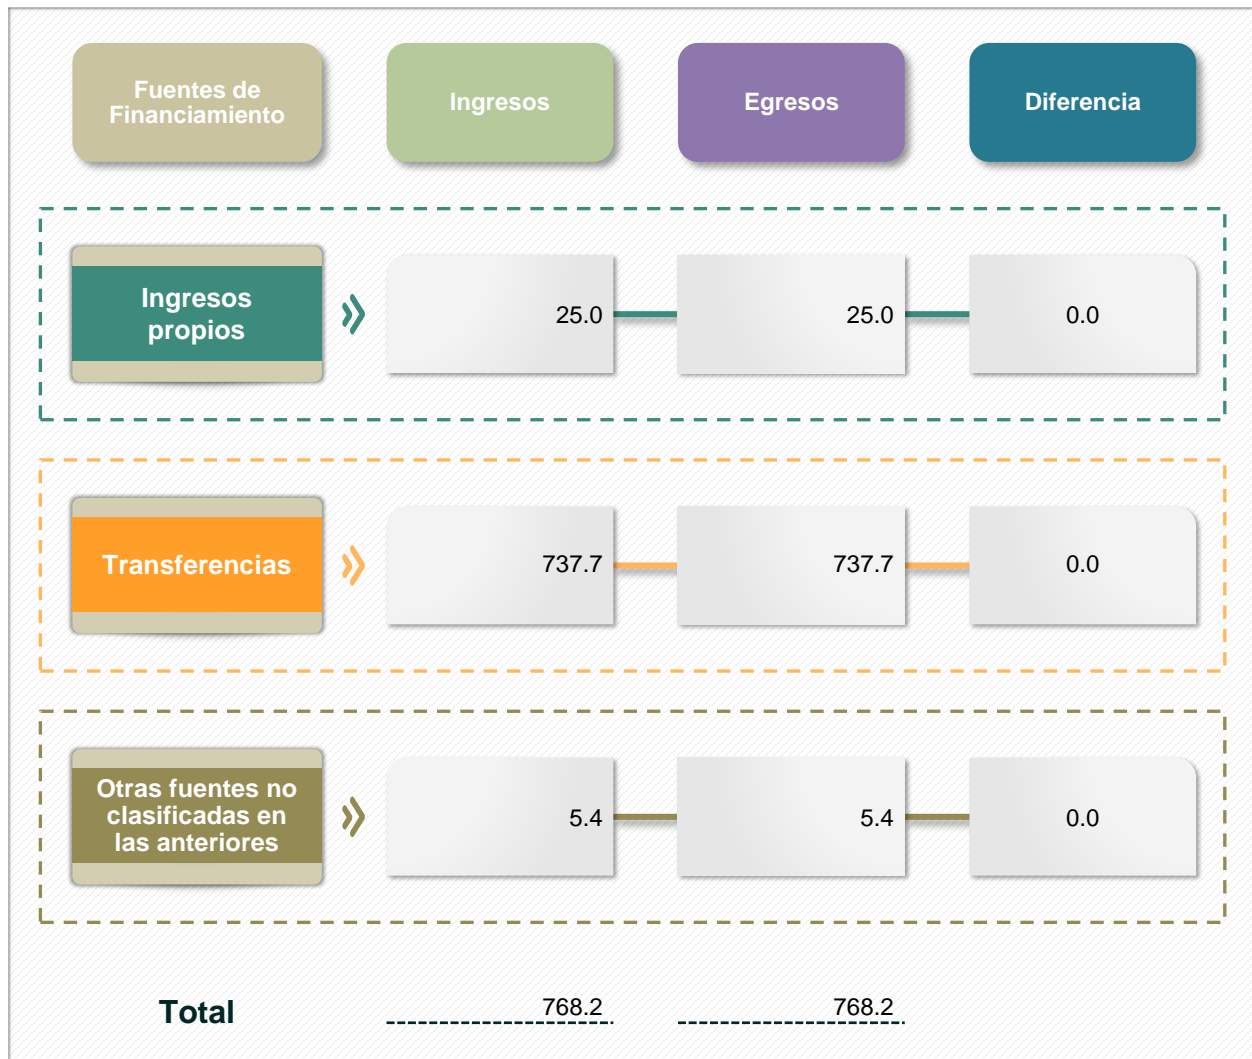 Fuentes de
Financiamiento
Ingresos
Egresos
Diferencia
Ingresos
propios
25.0
25.0
0.0
Transferencias
737.7
737.7
0.0
Otras fuentes no
clasificadas en
las anteriores
5.4
5.4
0.0
Total
768.2
768.2